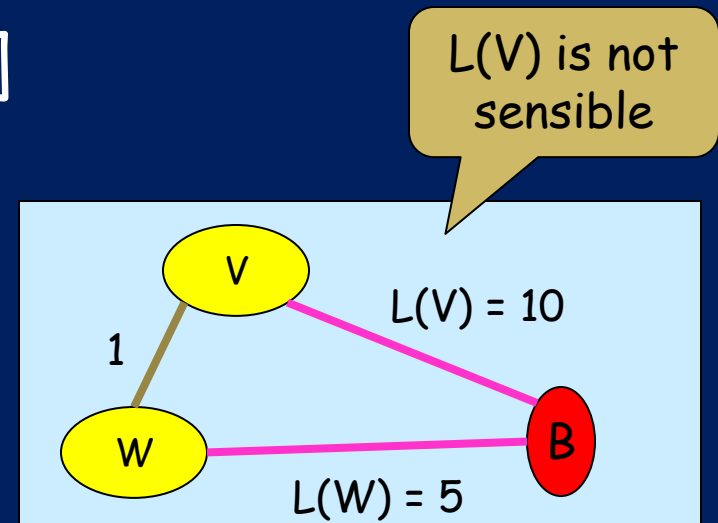 L(V) is not
sensible
V
L(V) = 10
1
W
B
L(W) = 5